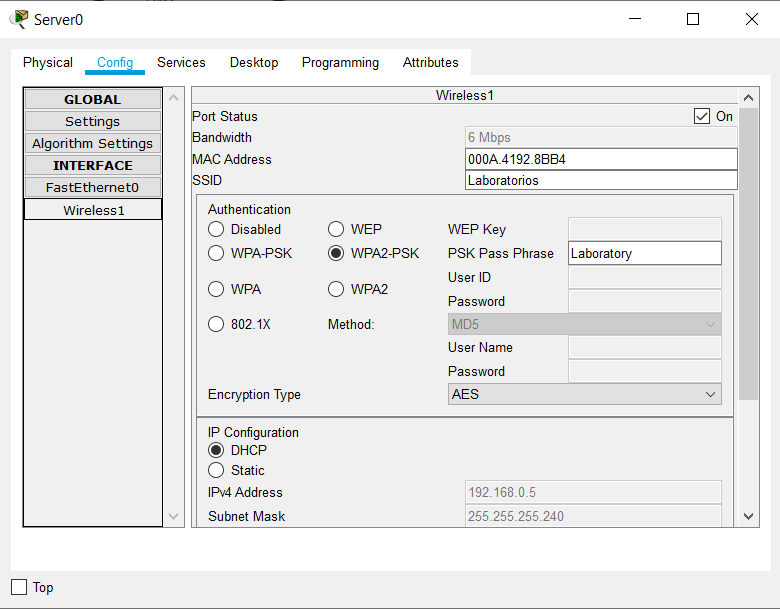 Server0
Physical Config Services Desktop Programming Attributes
GLOBAL
Settings
Algorithm Settings
INTERFACE
FastEthernet0
Wireless1
Wireless1
Port Status On
Bandwidth 6 Mbps
MAC Address 000A.4192.8BB4
SSID Laboratorios
Authentication
Disabled WEP WEP Key
WPA-PSK WPA2-PSK PSK Pass Phrase Laboratory
User ID
WPA WPA2 Password
802.1X Method: MD5
User Name
Password
Encryption Type AES
IP Configuration
DHCP
Static
IPv4 Address 192.168.0.5
Subnet Mask 255.255.255.240
Top